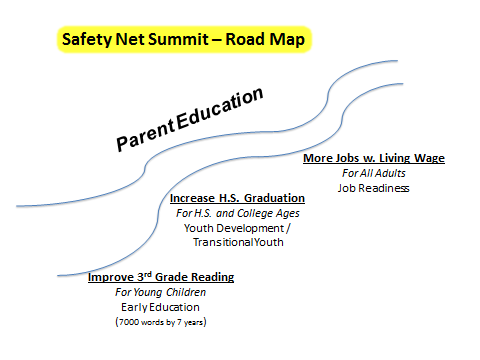 Safety Net Summit – Road Map
Parent Education
More Jobs w. Living Wage
For All Adults
Job Readiness
Increase H.S. Graduation
For H.S. and College Ages
Youth Development /
Transitional Youth
Improve 3rd Grade Reading
For Young Children
Early Education
(7000 words by 7 years)